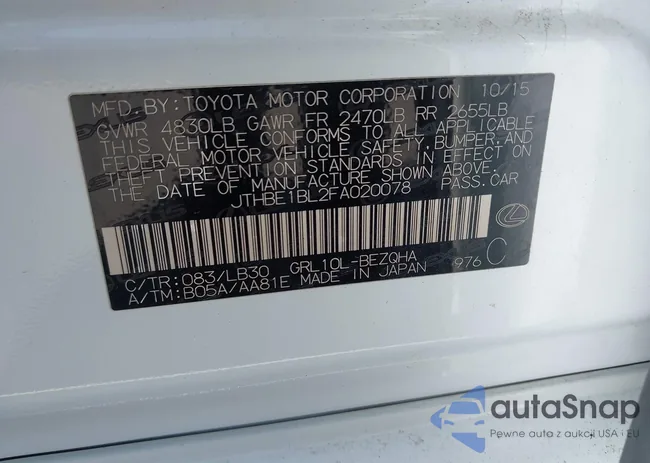 MFD. BY: TOYOTA MOTOR CORPORATION 10/15
GVWR 4830LB GAWR FR 2470LB RR 2655LB
THIS VEHICLE CONFORMS TO ALL APPLICABLE
FEDERAL MOTOR VEHICLE SAFETY, BUMPER, AND
THEFT PREVENTION STANDARDS IN EFFECT ON
THE DATE OF MANUFACTURE SHOWN ABOVE.
JTHBE1BL2FA020078 PASS. CAR
C/TR: 083/LB30 GRL10L-BEZQHA 976 C
A/TM: B05A/AA81E MADE IN JAPAN
autaSnap
Pewne auta z aukcji USA i EU